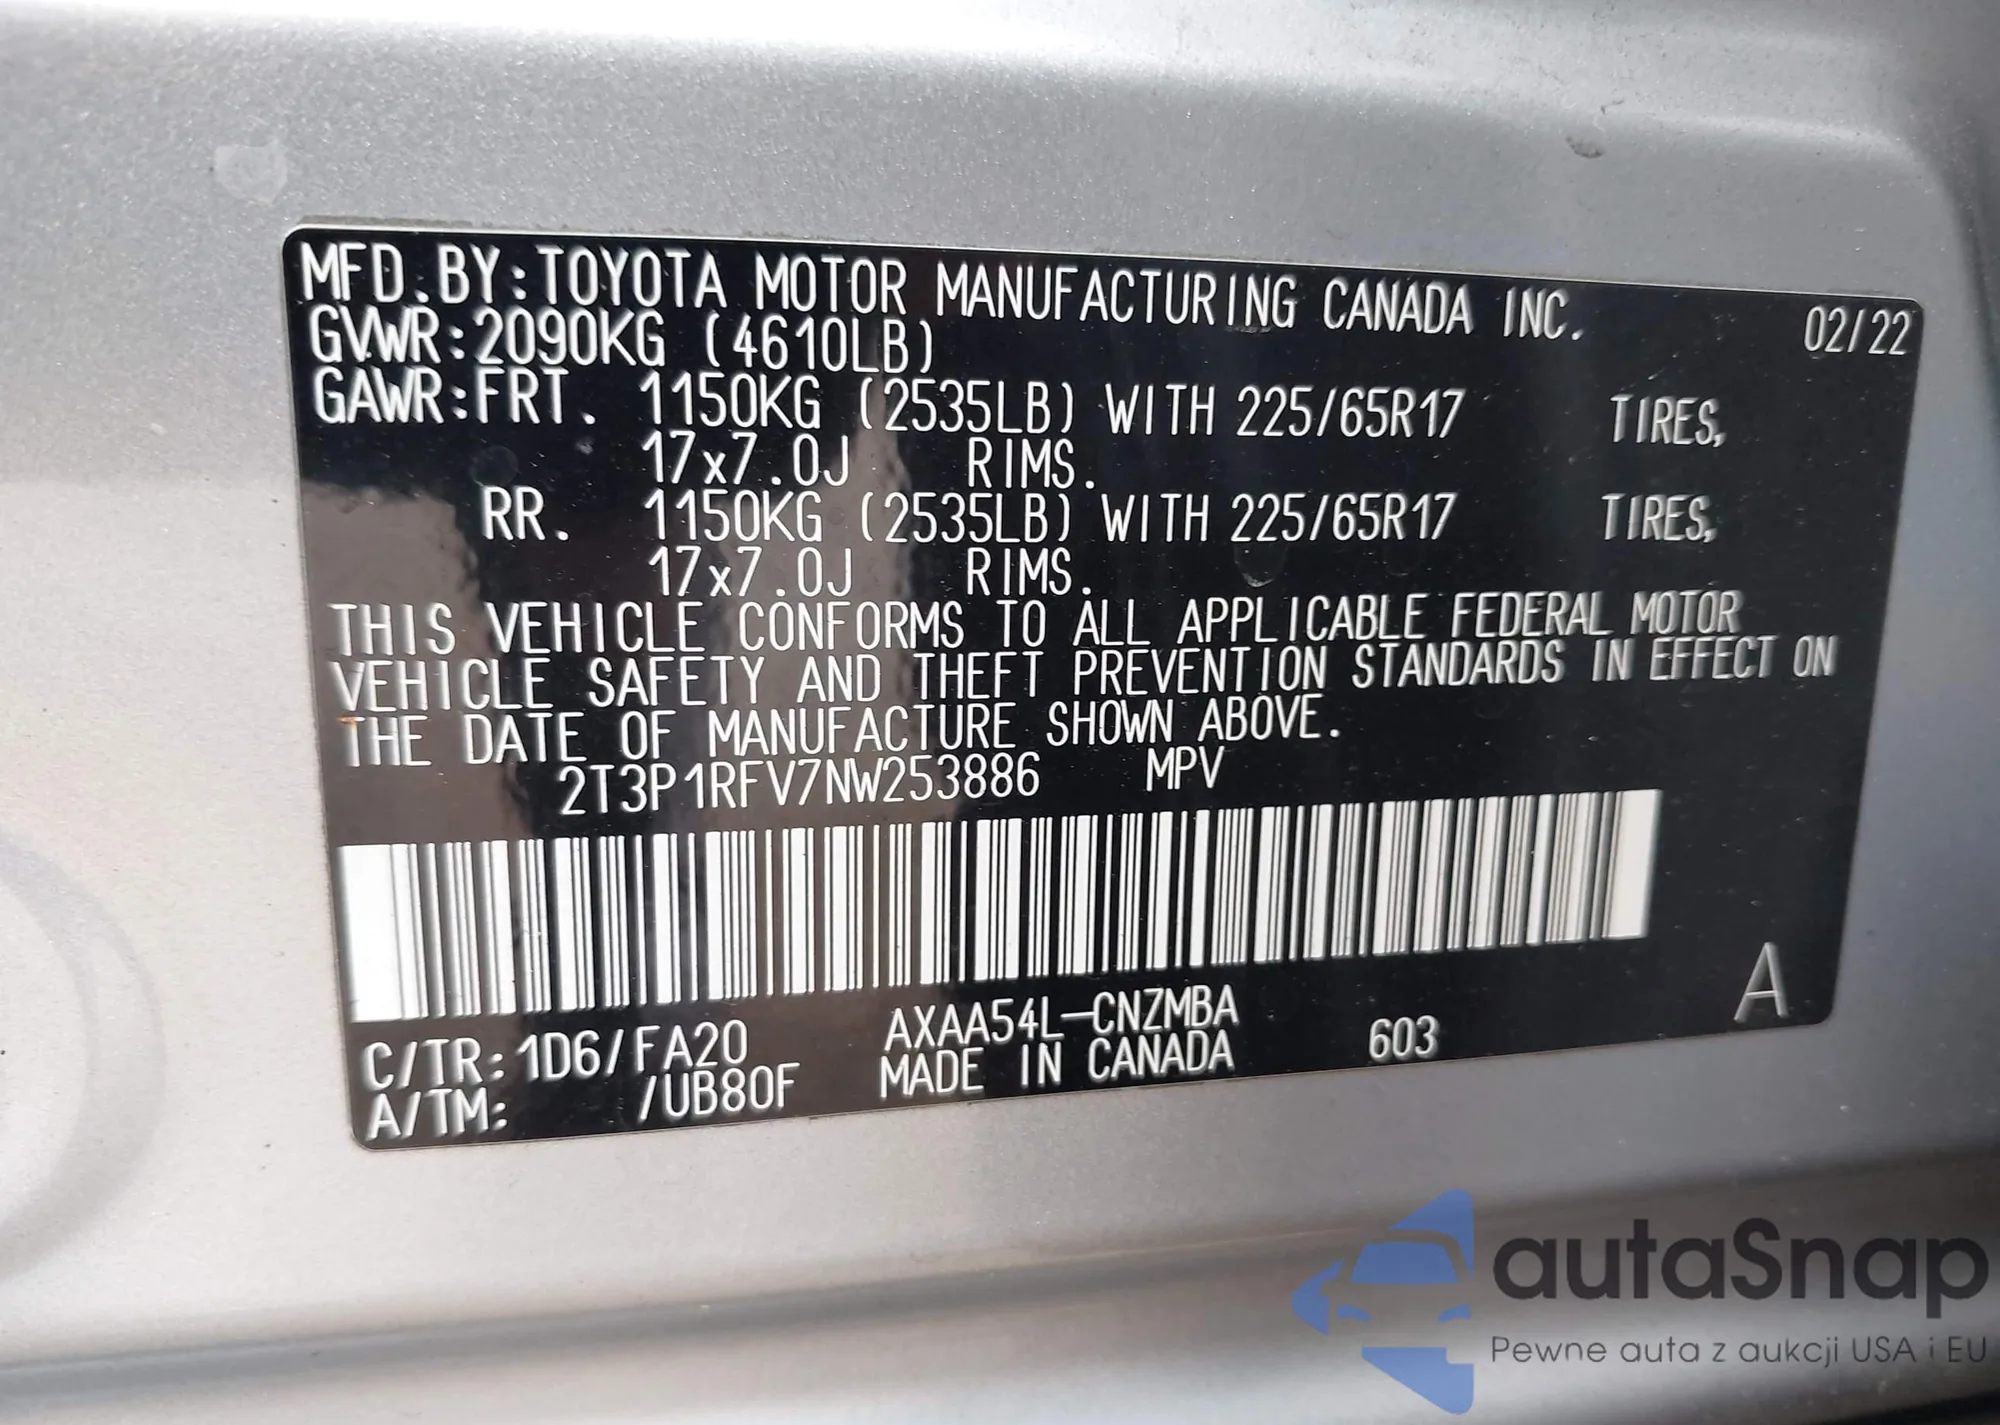 MFD.BY:TOYOTA MOTOR MANUFACTURING CANADA INC. 02/22
GVWR:2090KG (4610LB)
GAWR:FRT. 1150KG (2535LB) WITH 225/65R17 TIRES,
17x7.0J RIMS.
RR. 1150KG (2535LB) WITH 225/65R17 TIRES,
17x7.0J RIMS.
THIS VEHICLE CONFORMS TO ALL APPLICABLE FEDERAL MOTOR
VEHICLE SAFETY AND THEFT PREVENTION STANDARDS IN EFFECT ON
THE DATE OF MANUFACTURE SHOWN ABOVE.
2T3P1RFV7NW253886 MPV
C/TR:1D6/FA20 AXAA54L-CNZMBA 603 A
A/TM: /UB80F MADE IN CANADA
autaSnap
Pewne auta z aukcji USA i EU